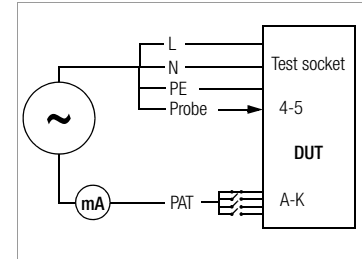 L
N
Test socket
PE
Probe
4-5
~
DUT
mA
PAT
A-K